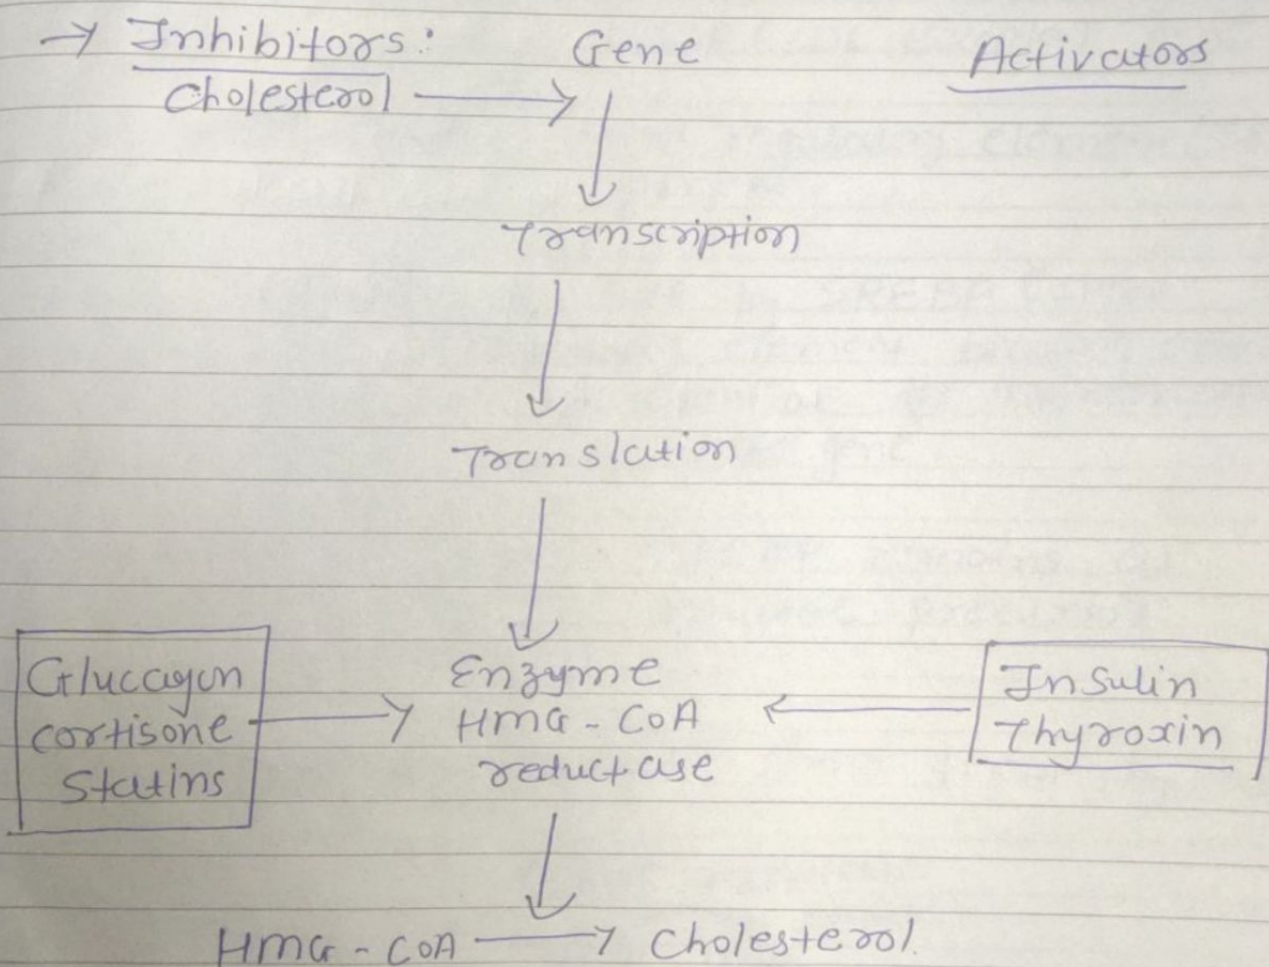 → Inhibitors: Gene Activators
Cholesterol
Transcription
Translation
Glucagon
cortisone
Statins
Enzyme
HMG - COA
reductase
Insulin
Thyroxin
HMG - COA → Cholesterol.